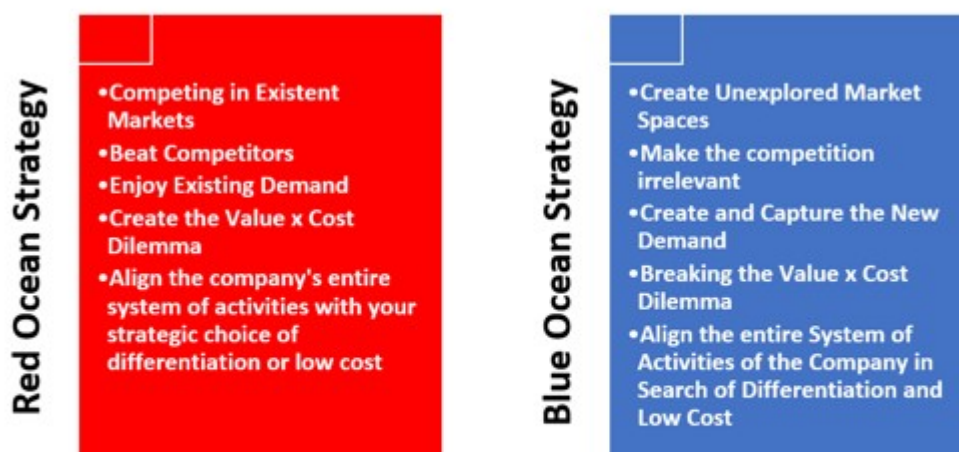 Red Ocean Strategy
•Competing in Existent
Markets
•Beat Competitors
•Enjoy Existing Demand
•Create the Value x Cost
Dilemma
•Align the company's entire
system of activities with your
strategic choice of
differentiation or low cost
Blue Ocean Strategy
•Create Unexplored Market
Spaces
•Make the competition
irrelevant
•Create and Capture the New
Demand
•Breaking the Value x Cost
Dilemma
•Align the entire System of
Activities of the Company in
Search of Differentiation and
Low Cost